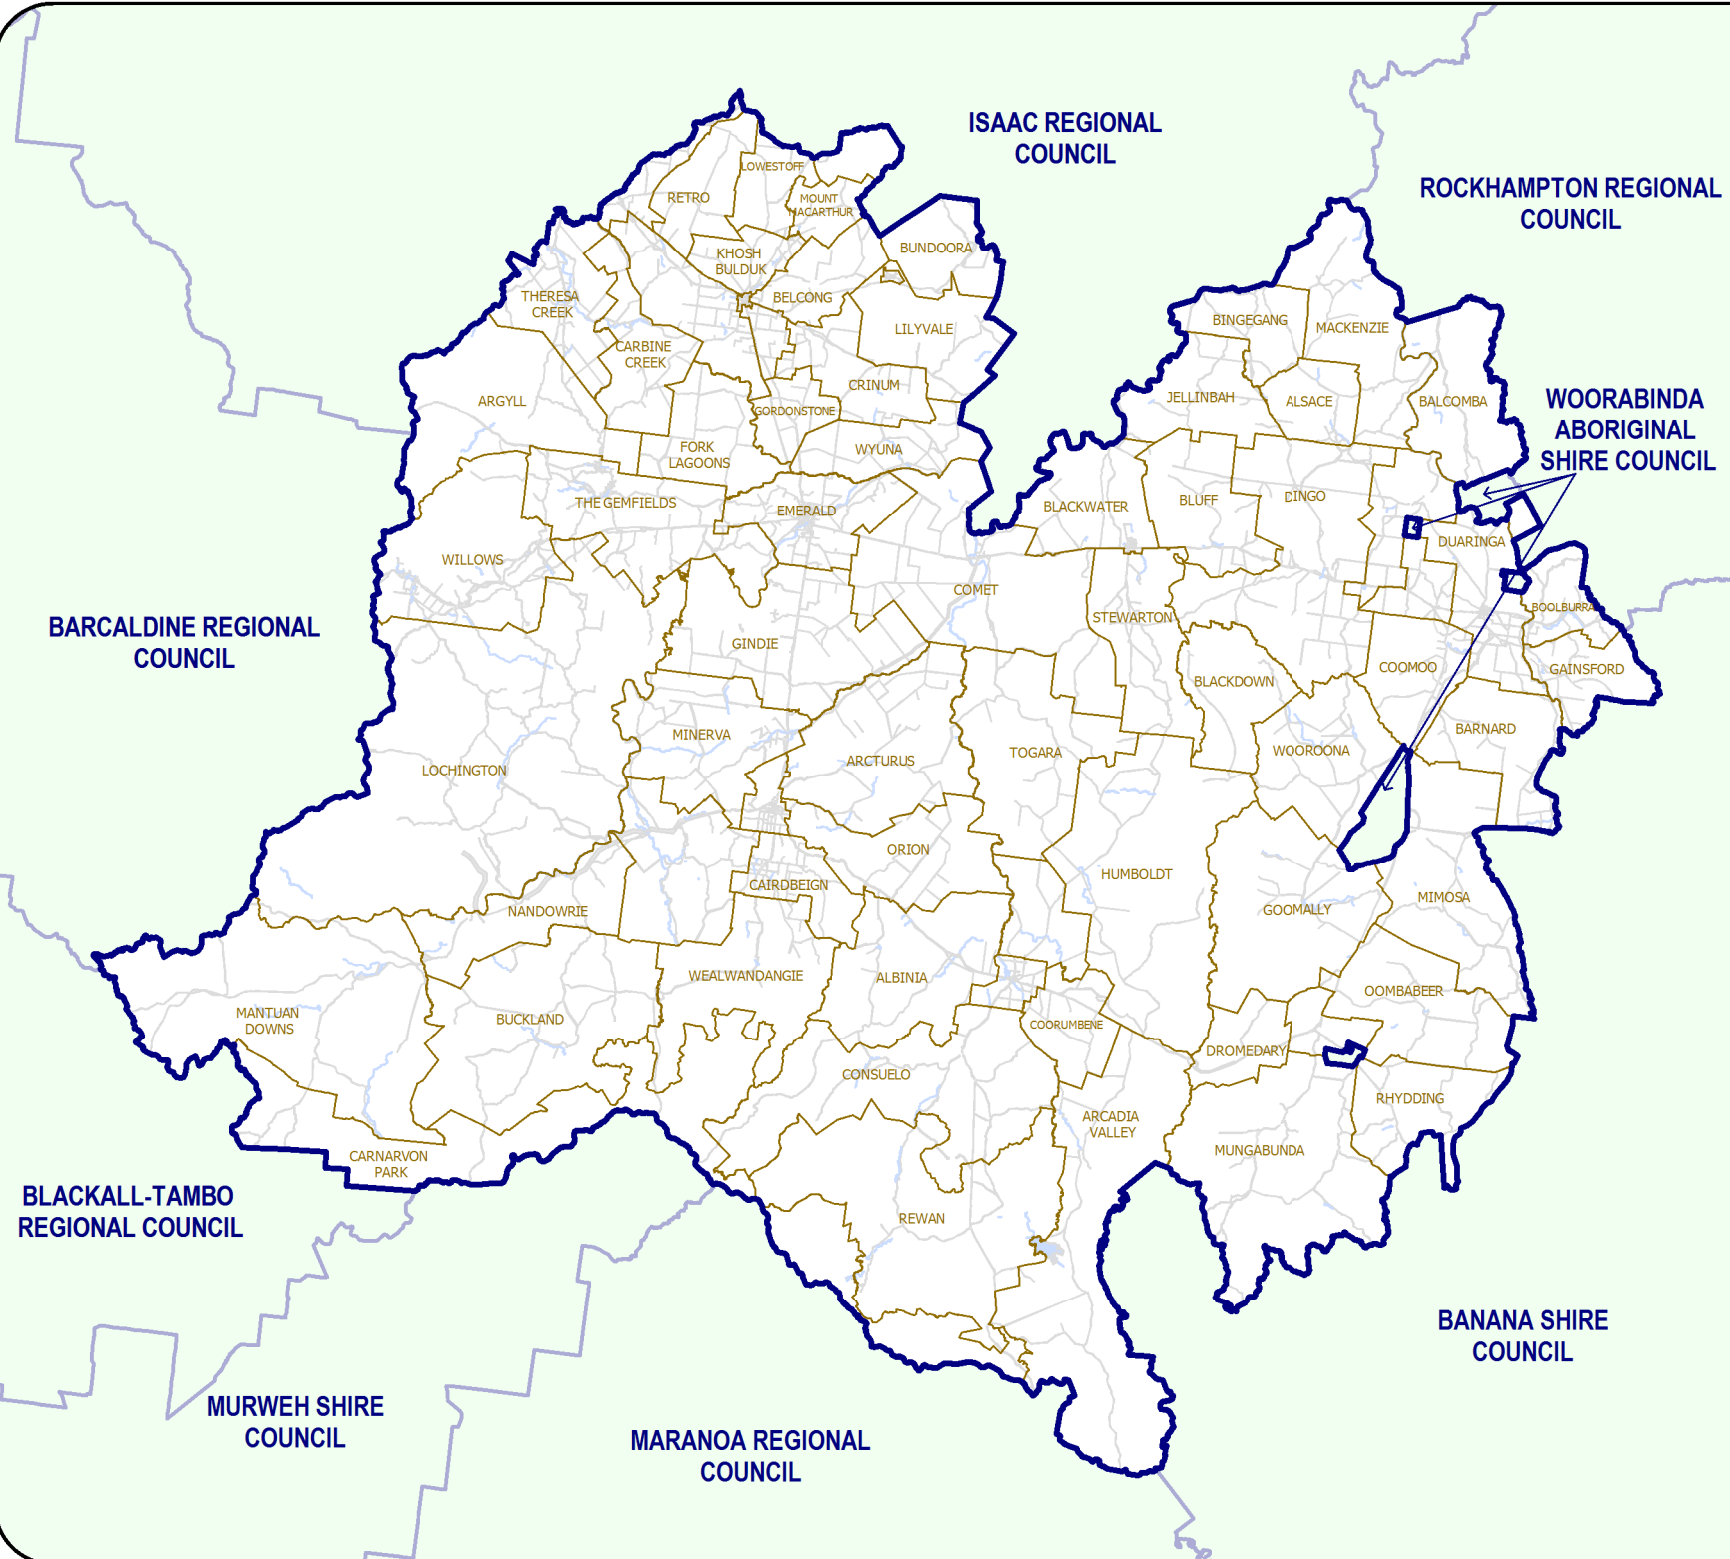 ISAAC REGIONAL
COUNCIL
ROCKHAMPTON REGIONAL
COUNCIL
LOWESTOFF
RETRO
MOUNT
MACARTHUR
BUNDOORA
KHOSH
BULDUK
THERESA
CREEK
BELCONG
BINGEGANG
MACKENZIE
LILYVALE
CARBINE
CREEK
CRINUM
JELLINBAH
ALSACE
BALCOMBA
ARGYLL
GORDONSTONE
WOORABINDA
ABORIGINAL
SHIRE COUNCIL
FORK
LAGOONS
WYUNA
THE GEMFIELDS
EMERALD
BLACKWATER
BLUFF
DINGO
DUARINGA
WILLOWS
COMET
STEWARTON
BOOLBURRA
BARCALDINE REGIONAL
COUNCIL
GINDIE
COOMOO
GAINSFORD
BLACKDOWN
MINERVA
BARNARD
LOCHINGTON
ARCTURUS
TOGARA
WOOROONA
ORION
HUMBOLDT
CAIRDBEIGN
NANDOWRIE
GOOMALLY
MIMOSA
WEALWANDANGIE
ALBINIA
OOMBABEER
MANTUAN
DOWNS
BUCKLAND
COORUMBENE
DROMEDARY
CONSUELO
RHYDDING
ARCADIA
VALLEY
CARNARVON
PARK
MUNGABUNDA
BLACKALL-TAMBO
REGIONAL COUNCIL
REWAN
BANANA SHIRE
COUNCIL
MURWEH SHIRE
COUNCIL
MARANOA REGIONAL
COUNCIL